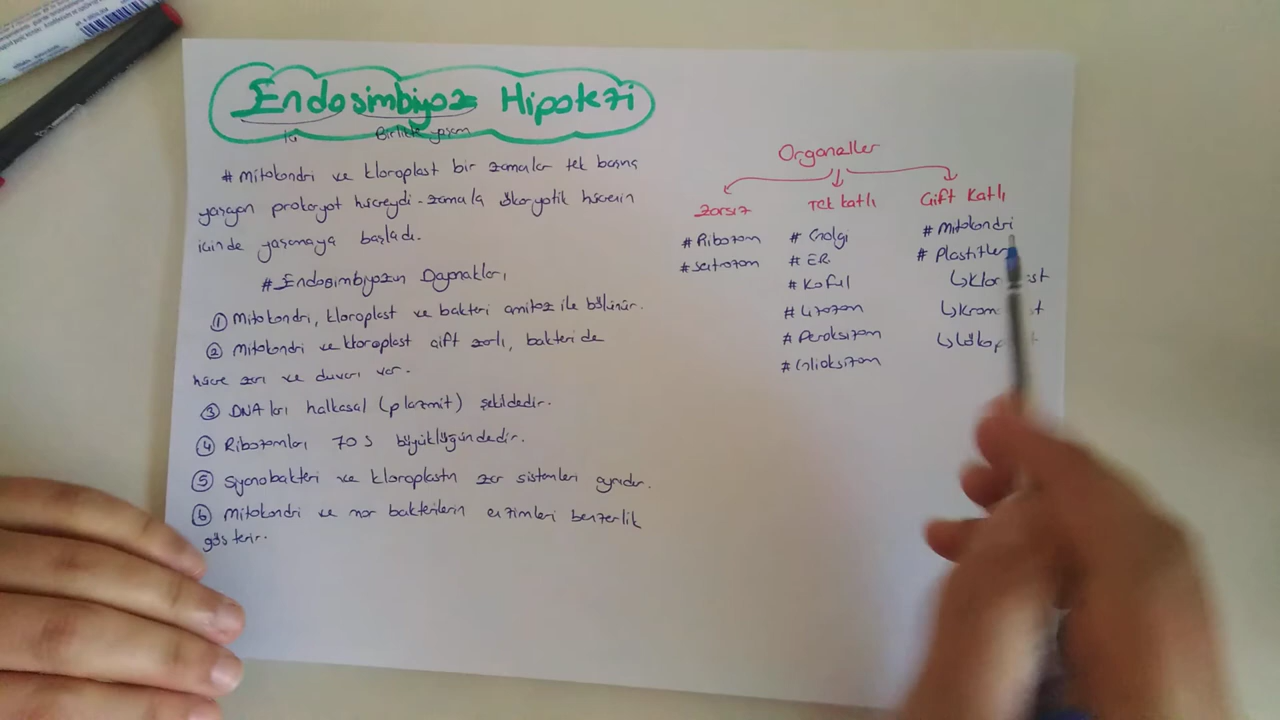 Endosimbiyoz Hipotezi
İç Birlikte yaşam
# Mitokondri ve kloroplast bir zamanlar tek başına
yaşayan prokaryot hücreydi - zamanla ökaryotik hücrenin
içinde yaşamaya başladı.
# Endosimbiyozun Dayanakları
① Mitokondri, kloroplast ve bakteri amitoz ile bölünür.
② Mitokondri ve kloroplast çift zarlı, bakteride
hücre zarı ve duvarı var.
③ DNA ları halkasal (plazmit) şekildedir.
④ Ribozomları 70 S büyüklüğündedir.
⑤ Siyanobakteri ve kloroplastın zar sistemleri aynıdır.
⑥ Mitokondri ve mor bakterilerin enzimleri benzerlik
gösterir.
Organeller
Zarsız
# Ribozom
# Sentrozom
Tek katlı
# Golgi
# ER
# Koful
# Lizozom
# Peroksizom
# Glioksizom
Çift Katlı
# Mitokondri
# Plastitler